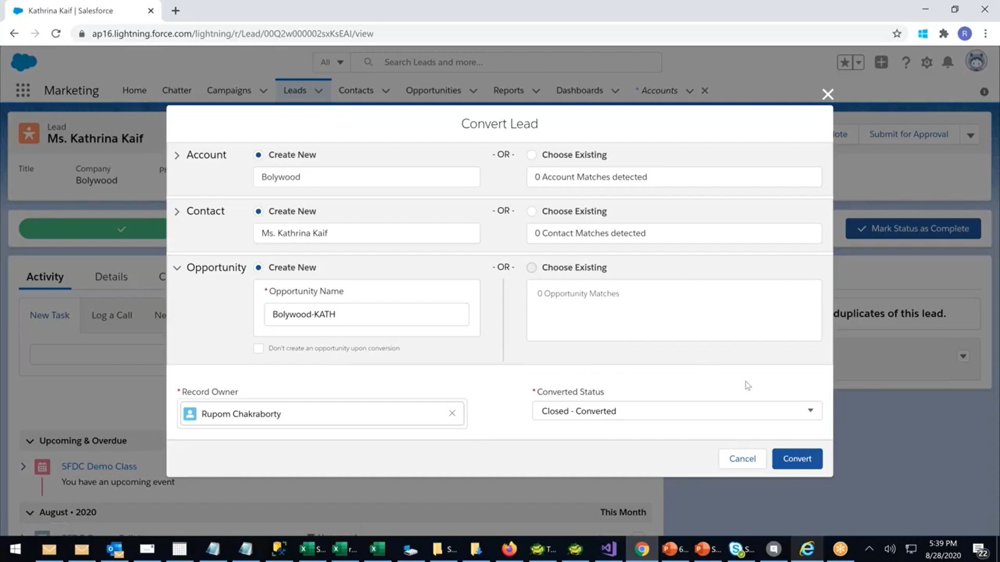 Kathrina Kaif | Salesforce
ap16.lightning.force.com/lightning/r/Lead/00Q2w000002sxKsEAI/view
All
Search Leads and more...
Marketing
Home
Chatter
Campaigns
Leads
Contacts
Opportunities
Reports
Dashboards
* Accounts
Lead
Ms. Kathrina Kaif
Submit for Approval
Title
Company
Bolywood
Convert Lead
Account
Create New
- OR -
Choose Existing
Bolywood
0 Account Matches detected
Contact
Create New
- OR -
Choose Existing
Ms. Kathrina Kaif
0 Contact Matches detected
Mark Status as Complete
Opportunity
Create New
- OR -
Choose Existing
* Opportunity Name
Bolywood-KATH
0 Opportunity Matches
Don't create an opportunity upon conversion
Activity
Details
New Task
Log a Call
Ne
duplicates of this lead.
* Record Owner
Rupom Chakraborty
* Converted Status
Closed - Converted
Cancel
Convert
Upcoming & Overdue
SFDC Demo Class
You have an upcoming event
August • 2020
This Month
S...
r...
S...
T...
6...
S...
S...
5:39 PM
8/28/2020
22